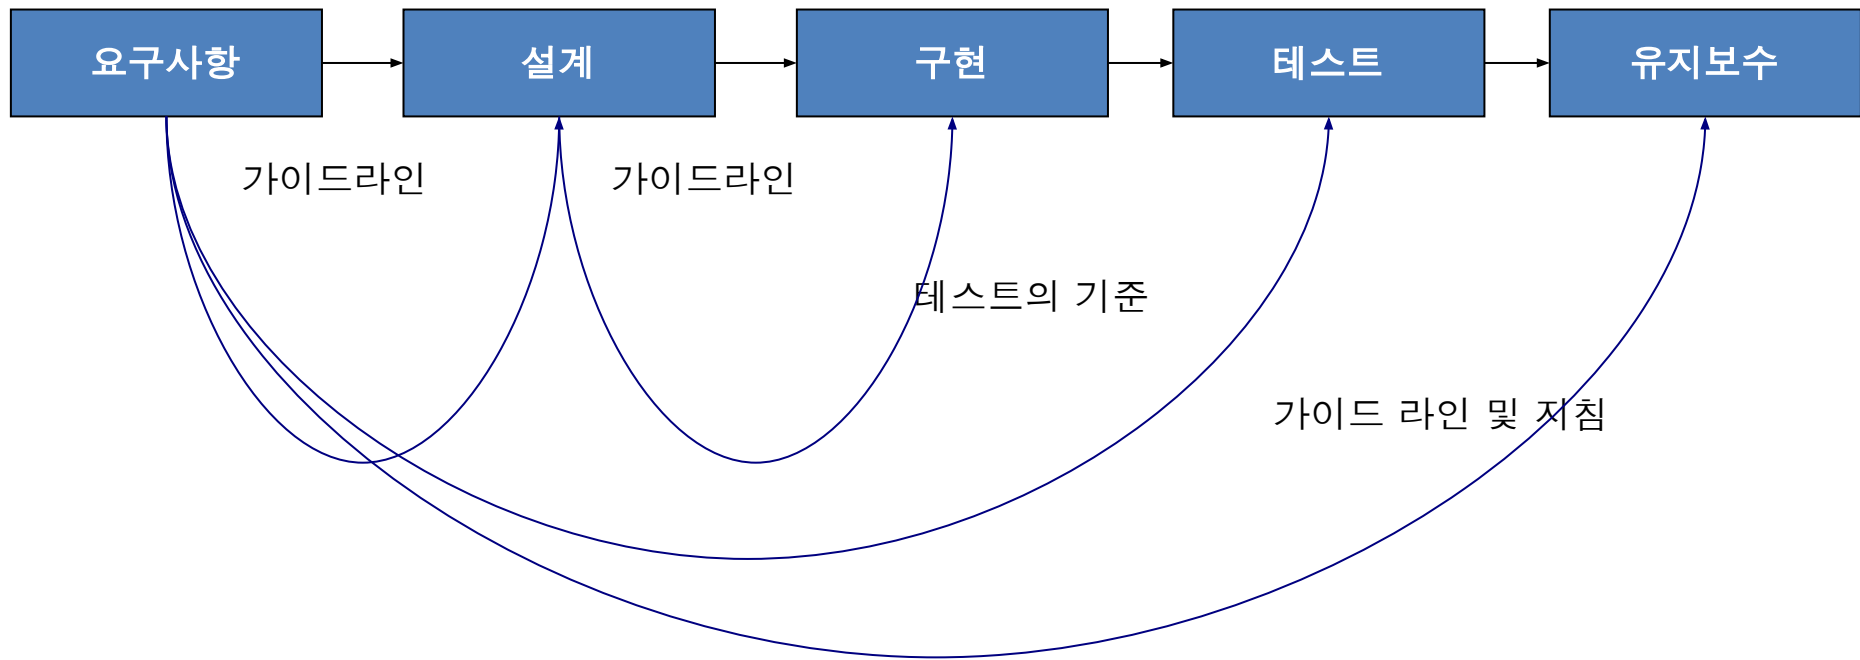 요구사항
설계
구현
테스트
유지보수
가이드라인
가이드라인
테스트의 기준
가이드 라인 및 지침